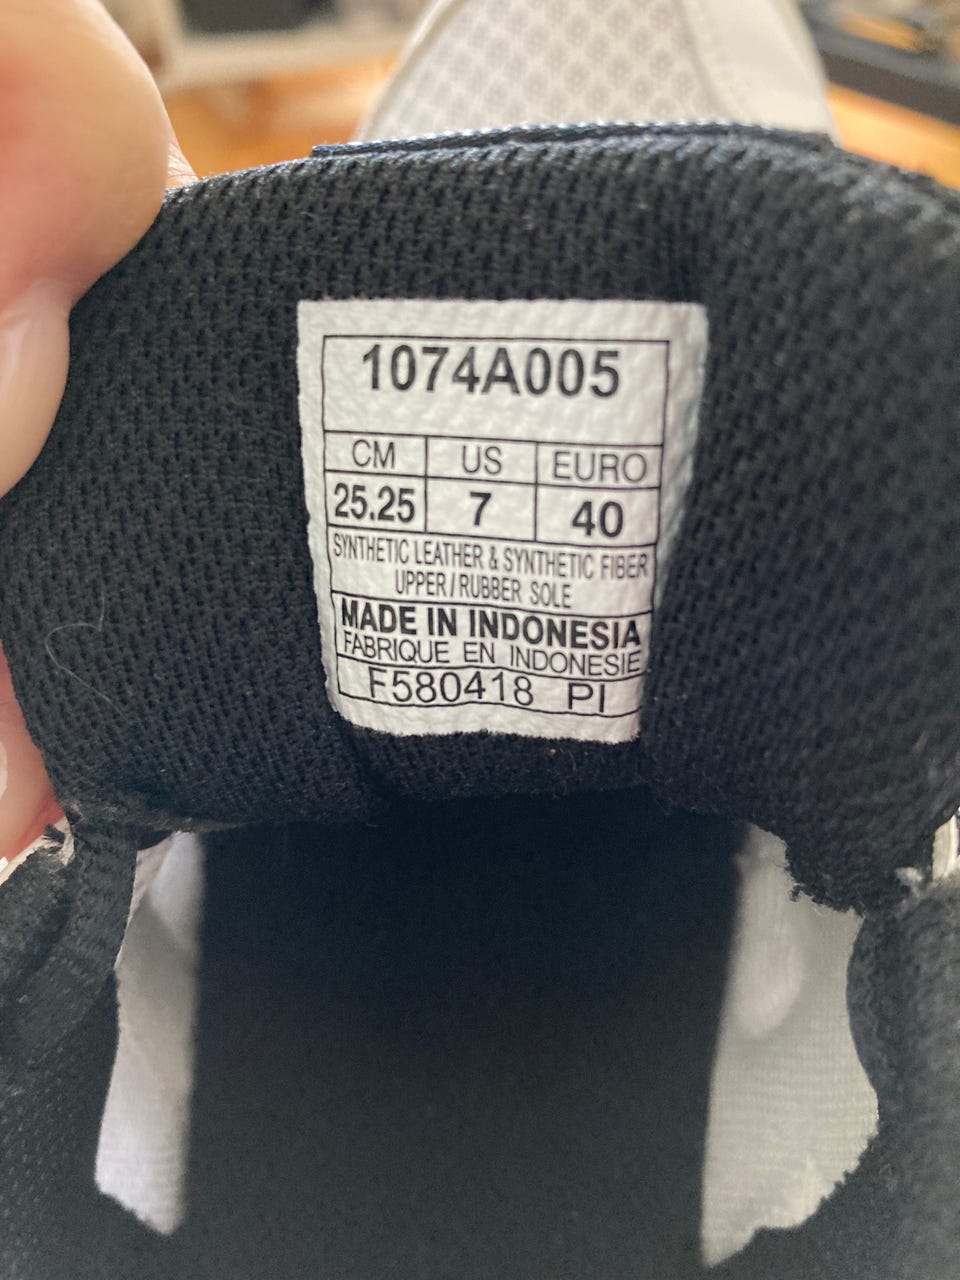 1074A005
CM US EURO
25.25 7 40
SYNTHETIC LEATHER & SYNTHETIC FIBER
UPPER / RUBBER SOLE
MADE IN INDONESIA
FABRIQUE EN INDONESIE
F580418 PI